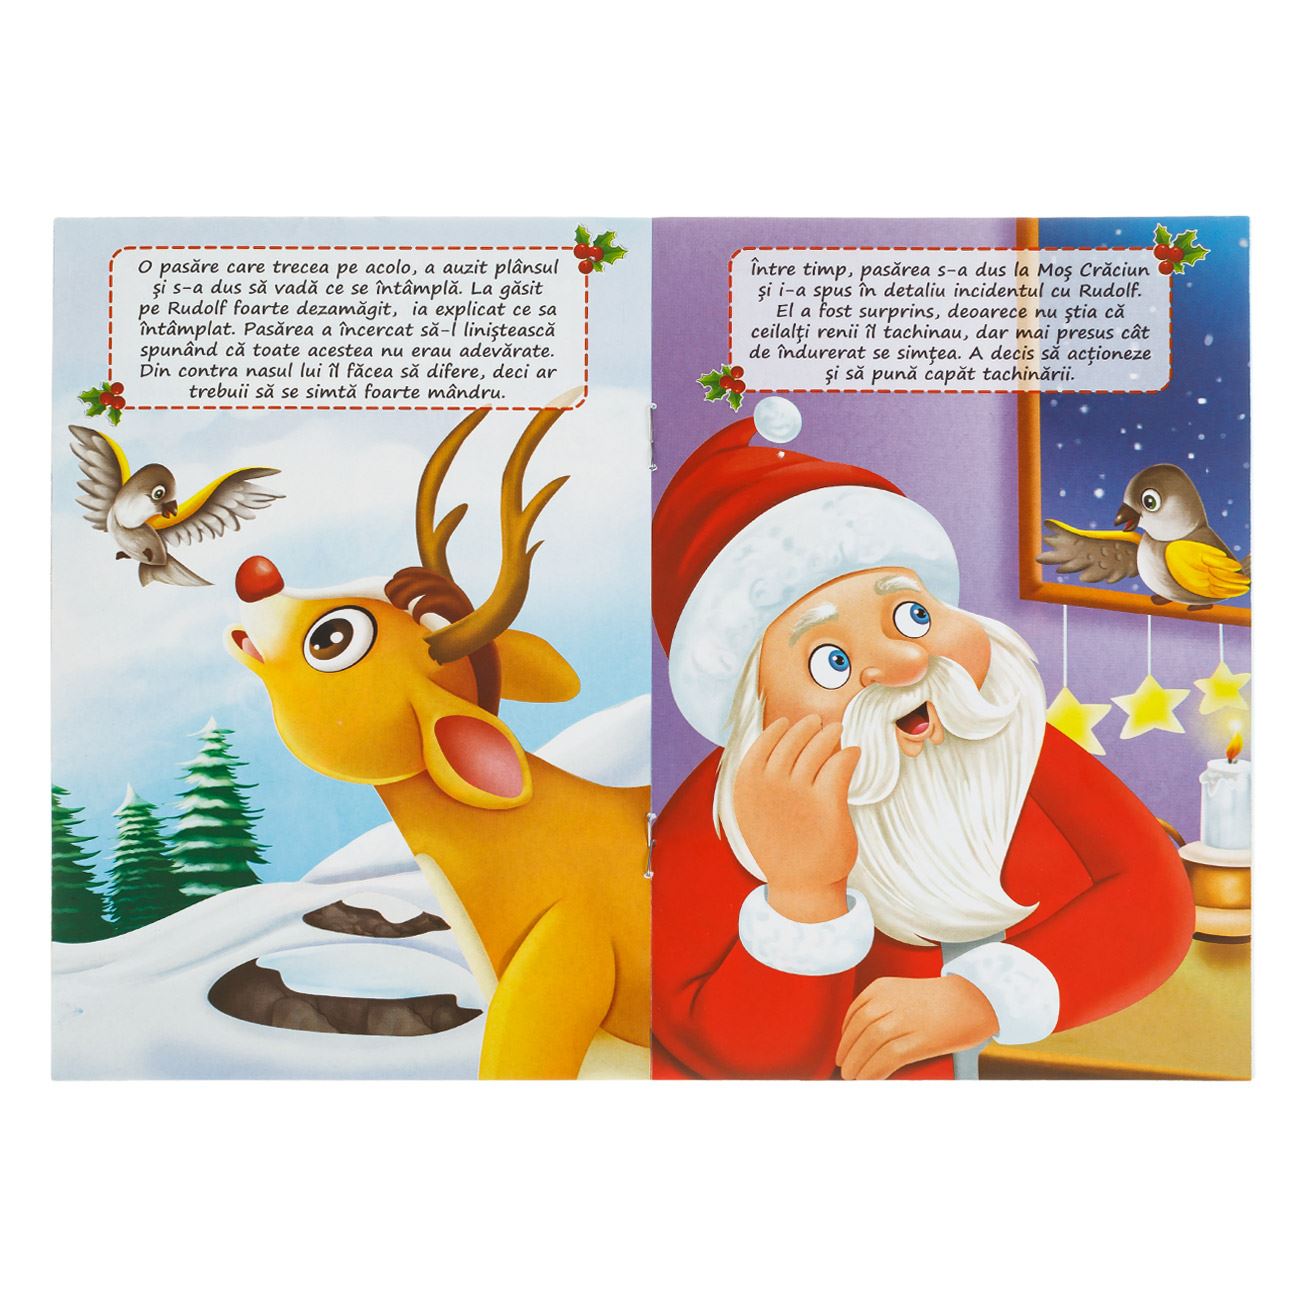 O pasăre care trecea pe acolo, a auzit plânsul
şi s-a dus să vadă ce se întâmplă. La găsit
pe Rudolf foarte dezamăgit, ia explicat ce sa
întâmplat. Pasărea a încercat să-l liniştească
spunând că toate acestea nu erau adevărate.
Din contra nasul lui îl făcea să difere, deci ar
trebuii să se simtă foarte mândru.
Între timp, pasărea s-a dus la Moş Crăciun
şi i-a spus în detaliu incidentul cu Rudolf.
El a fost surprins, deoarece nu ştia că
ceilalţi renii îl tachinau, dar mai presus cât
de îndurerat se simţea. A decis să acţioneze
şi să pună capăt tachinării.